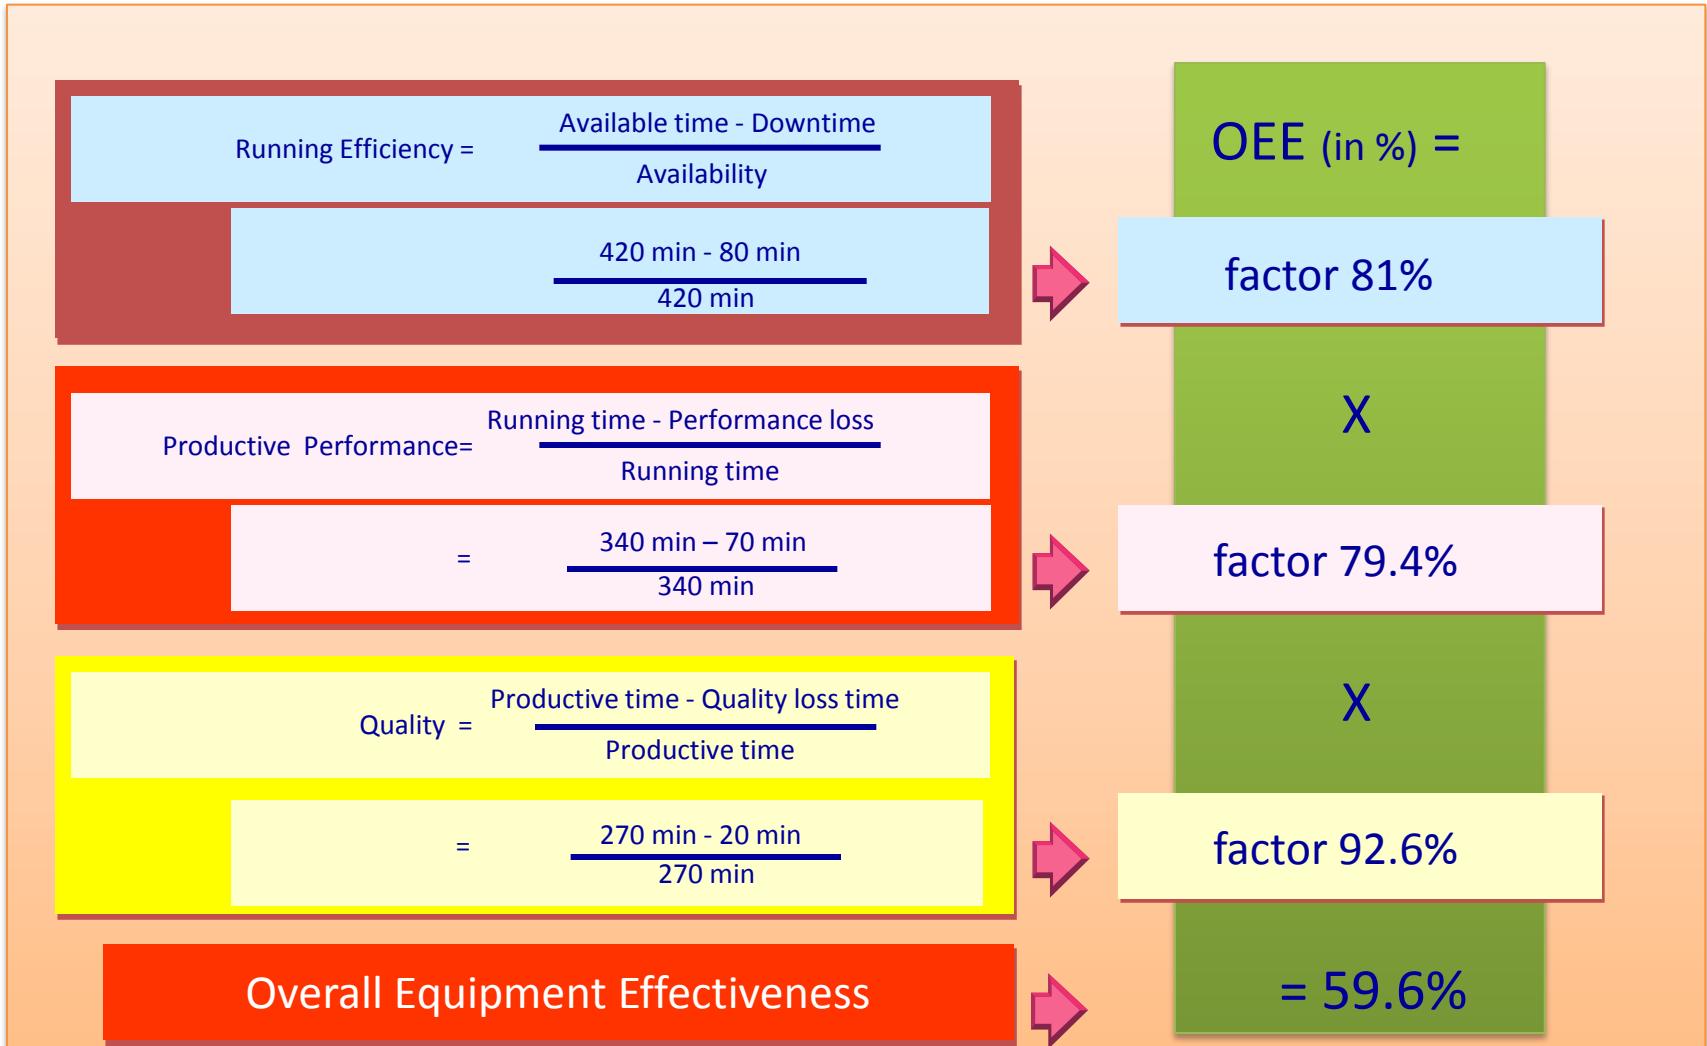 Available time - Downtime
Running Efficiency =
Availability
420 min - 80 min
420 min
Running time - Performance loss
Productive Performance=
Running time
340 min – 70 min
=
340 min
Productive time - Quality loss time
Quality =
Productive time
270 min - 20 min
=
270 min
Overall Equipment Effectiveness
OEE (in %) =
factor 81%
X
factor 79.4%
X
factor 92.6%
= 59.6%